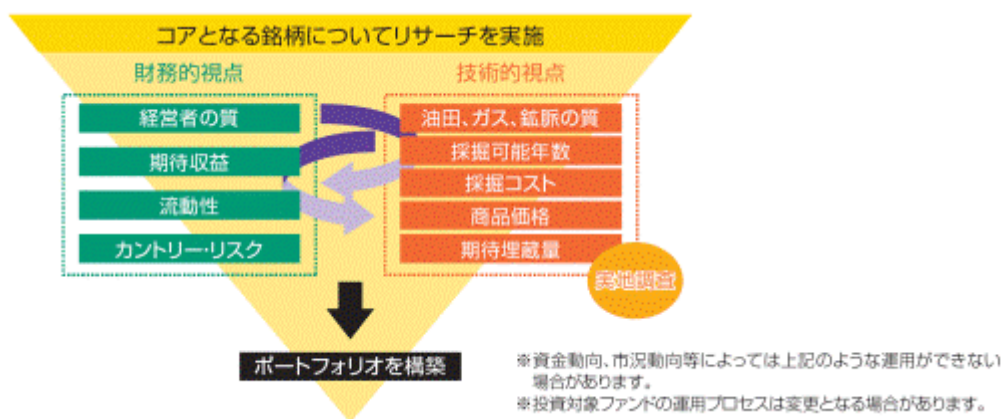 コアとなる銘柄についてリサーチを実施
財務的視点
技術的視点
経営者の質
期待収益
流動性
カントリー・リスク
油田、ガス、鉱脈の質
採掘可能年数
採掘コスト
商品価格
期待埋蔵量
実地調査
ポートフォリオを構築
※資金動向、市況動向等によっては上記のような運用ができない
場合があります。
※投資対象ファンドの運用プロセスは変更となる場合があります。